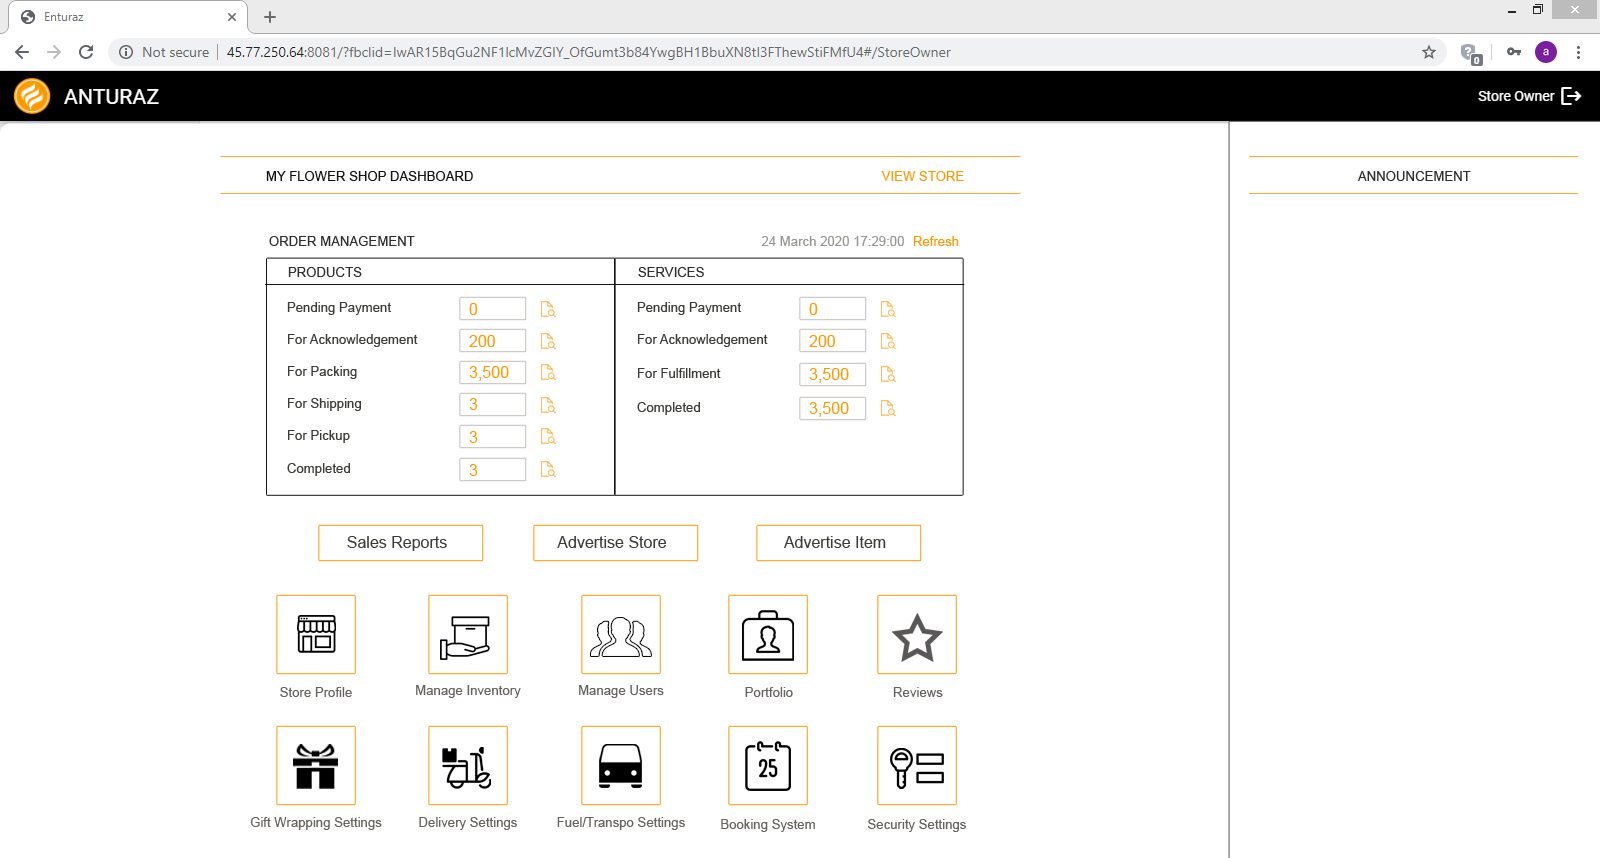 Enturaz
Not secure 45.77.250.64:8081/?fbclid=IwAR15BqGu2NF1IcMvZGIY_OfGumt3b84YwgBH1BbuXN8tI3FThewStiFMfU4#/StoreOwner
0
a
ANTURAZ
Store Owner
MY FLOWER SHOP DASHBOARD
VIEW STORE
ANNOUNCEMENT
ORDER MANAGEMENT
24 March 2020 17:29:00 Refresh
PRODUCTS
Pending Payment 0
For Acknowledgement 200
For Packing 3,500
For Shipping 3
For Pickup 3
Completed 3
SERVICES
Pending Payment 0
For Acknowledgement 200
For Fulfillment 3,500
Completed 3,500
Sales Reports
Advertise Store
Advertise Item
Store Profile
Manage Inventory
Manage Users
Portfolio
Reviews
25
Gift Wrapping Settings
Delivery Settings
Fuel/Transpo Settings
Booking System
Security Settings